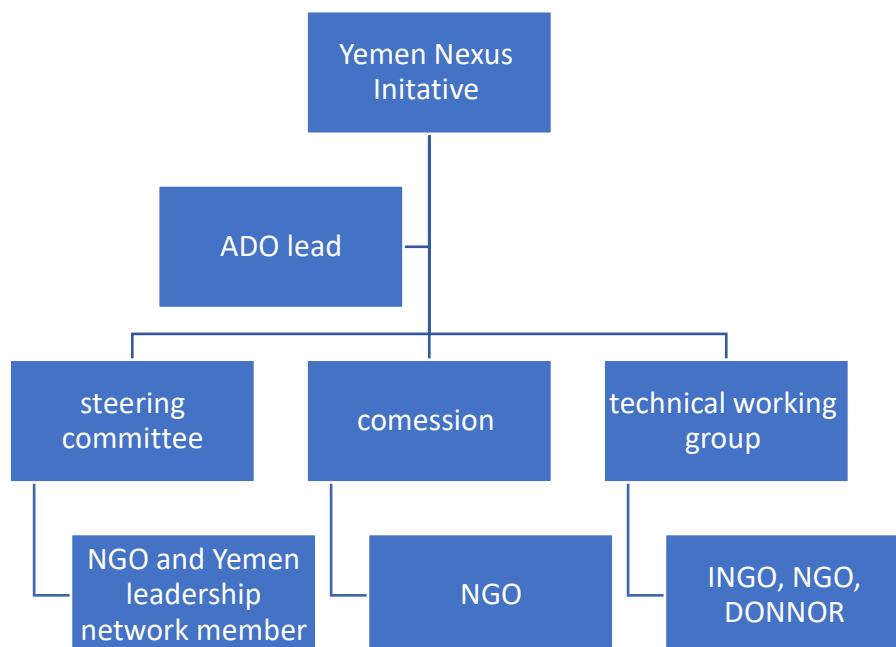 Yemen Nexus
Initative
ADO lead
steering
committee
comession
technical working
group
NGO and Yemen
leadership
network member
NGO
INGO, NGO,
DONNOR